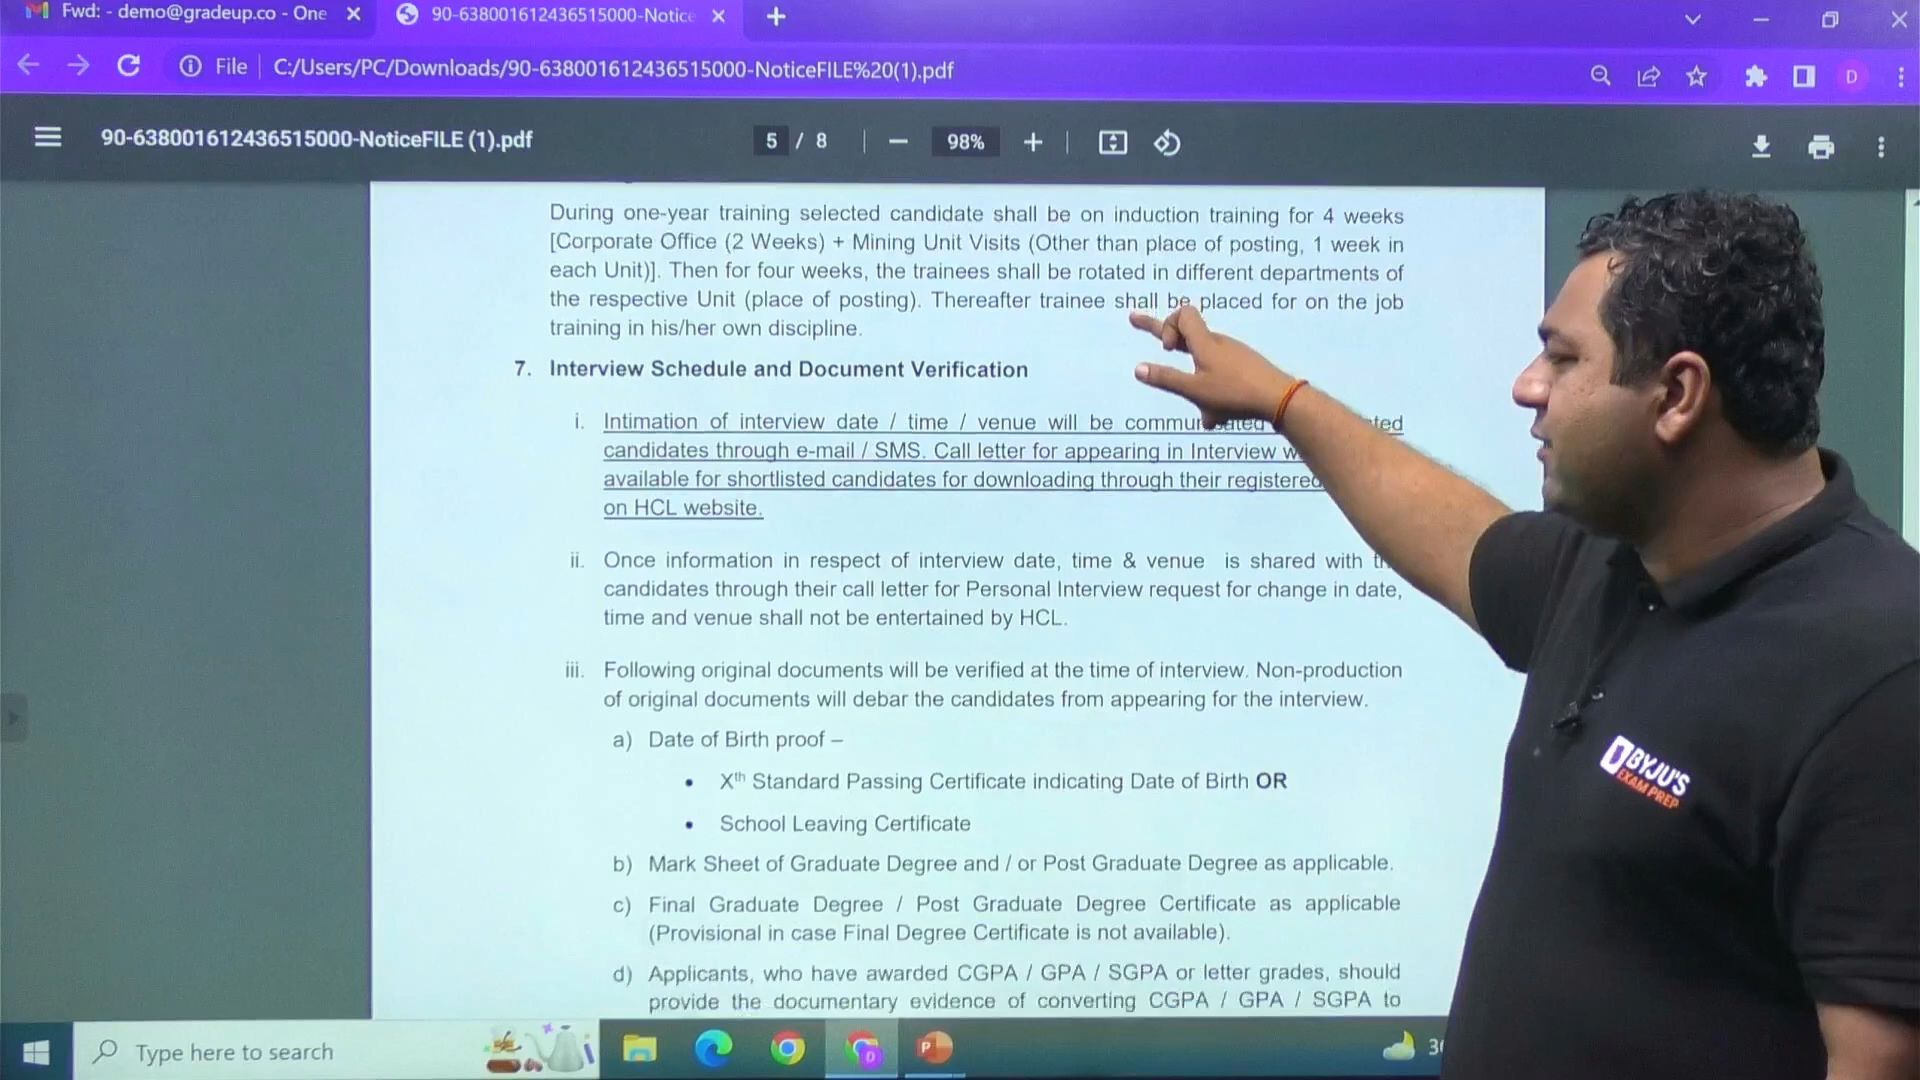 Fwd: - demo@gradeup.co - One
90-638001612436515000-Notice
File
C:/Users/PC/Downloads/90-638001612436515000-NoticeFILE%20(1).pdf
D
90-638001612436515000-NoticeFILE (1).pdf
5 / 8
98%
During one-year training selected candidate shall be on induction training for 4 weeks
[Corporate Office (2 Weeks) + Mining Unit Visits (Other than place of posting, 1 week in
each Unit)]. Then for four weeks, the trainees shall be rotated in different departments of
the respective Unit (place of posting). Thereafter trainee shall be placed for on the job
training in his/her own discipline.
7. Interview Schedule and Document Verification
i. Intimation of interview date / time / venue will be
candidates through e-mail / SMS. Call letter for appearing in Interview
available for shortlisted candidates for downloading through their registered
on HCL website.
ii. Once information in respect of interview date, time & venue is shared with
candidates through their call letter for Personal Interview request for change in date,
time and venue shall not be entertained by HCL.
iii. Following original documents will be verified at the time of interview. Non-production
of original documents will debar the candidates from appearing for the interview.
a) Date of Birth proof –
• Xth Standard Passing Certificate indicating Date of Birth OR
• School Leaving Certificate
b) Mark Sheet of Graduate Degree and / or Post Graduate Degree as applicable.
c) Final Graduate Degree / Post Graduate Degree Certificate as applicable
(Provisional in case Final Degree Certificate is not available).
d) Applicants, who have awarded CGPA / GPA / SGPA or letter grades, should
provide the documentary evidence of converting CGPA / GPA / SGPA to
BYJU'S
EXAM PREP
Type here to search
D
P